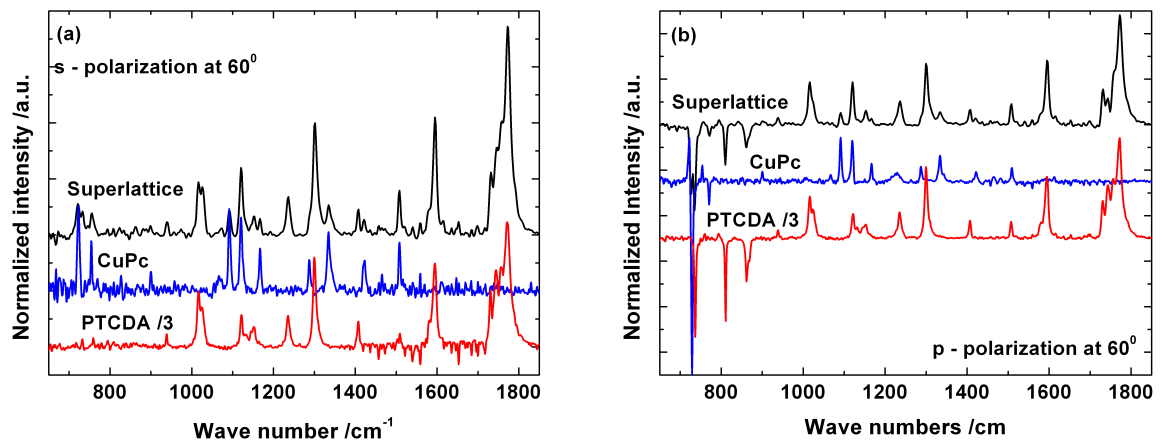 (a)
s - polarization at 60⁰
Superlattice
CuPc
PTCDA /3
Normalized Intensity /a.u.
800 1000 1200 1400 1600 1800
Wave number /cm⁻¹
(b)
Superlattice
CuPc
PTCDA /3
p - polarization at 60⁰
Normalized Intensity /a.u.
800 1000 1200 1400 1600 1800
Wave numbers /cm